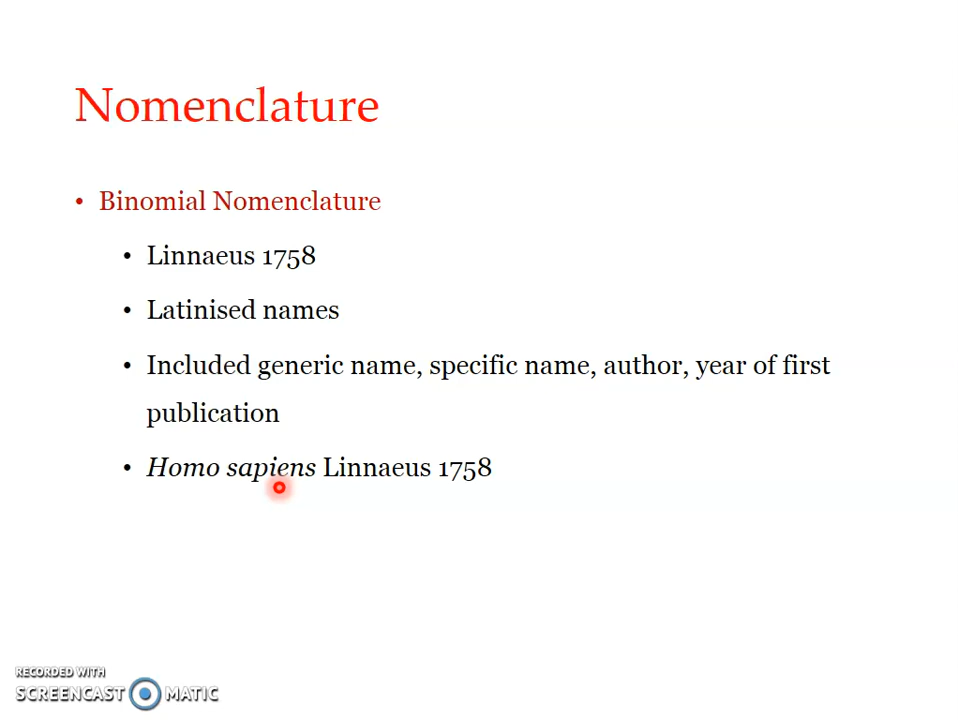 Nomenclature
• Binomial Nomenclature
• Linnaeus 1758
• Latinised names
• Included generic name, specific name, author, year of first
publication
• Homo sapiens Linnaeus 1758
RECORDED WITH
SCREENCAST MATIC